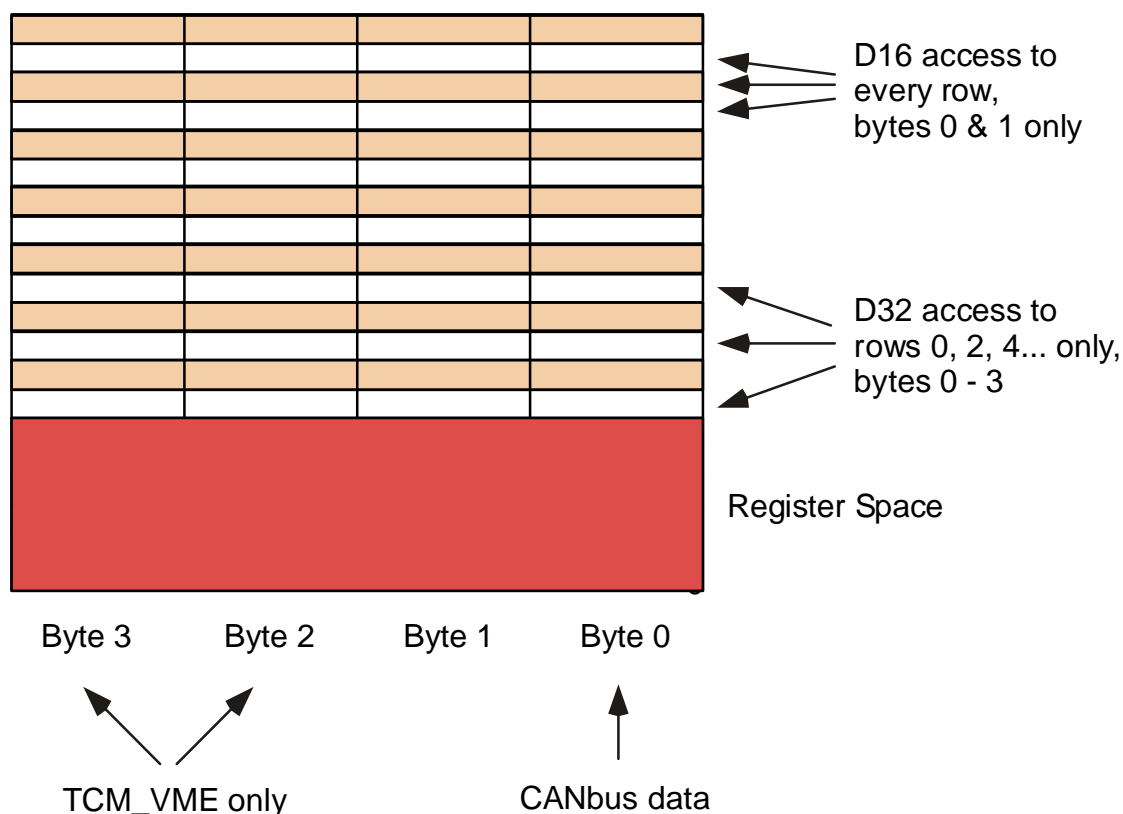 D16 access to
every row,
bytes 0 & 1 only
D32 access to
rows 0, 2, 4... only,
bytes 0 - 3
Register Space
Byte 3 Byte 2 Byte 1 Byte 0
TCM_VME only CANbus data